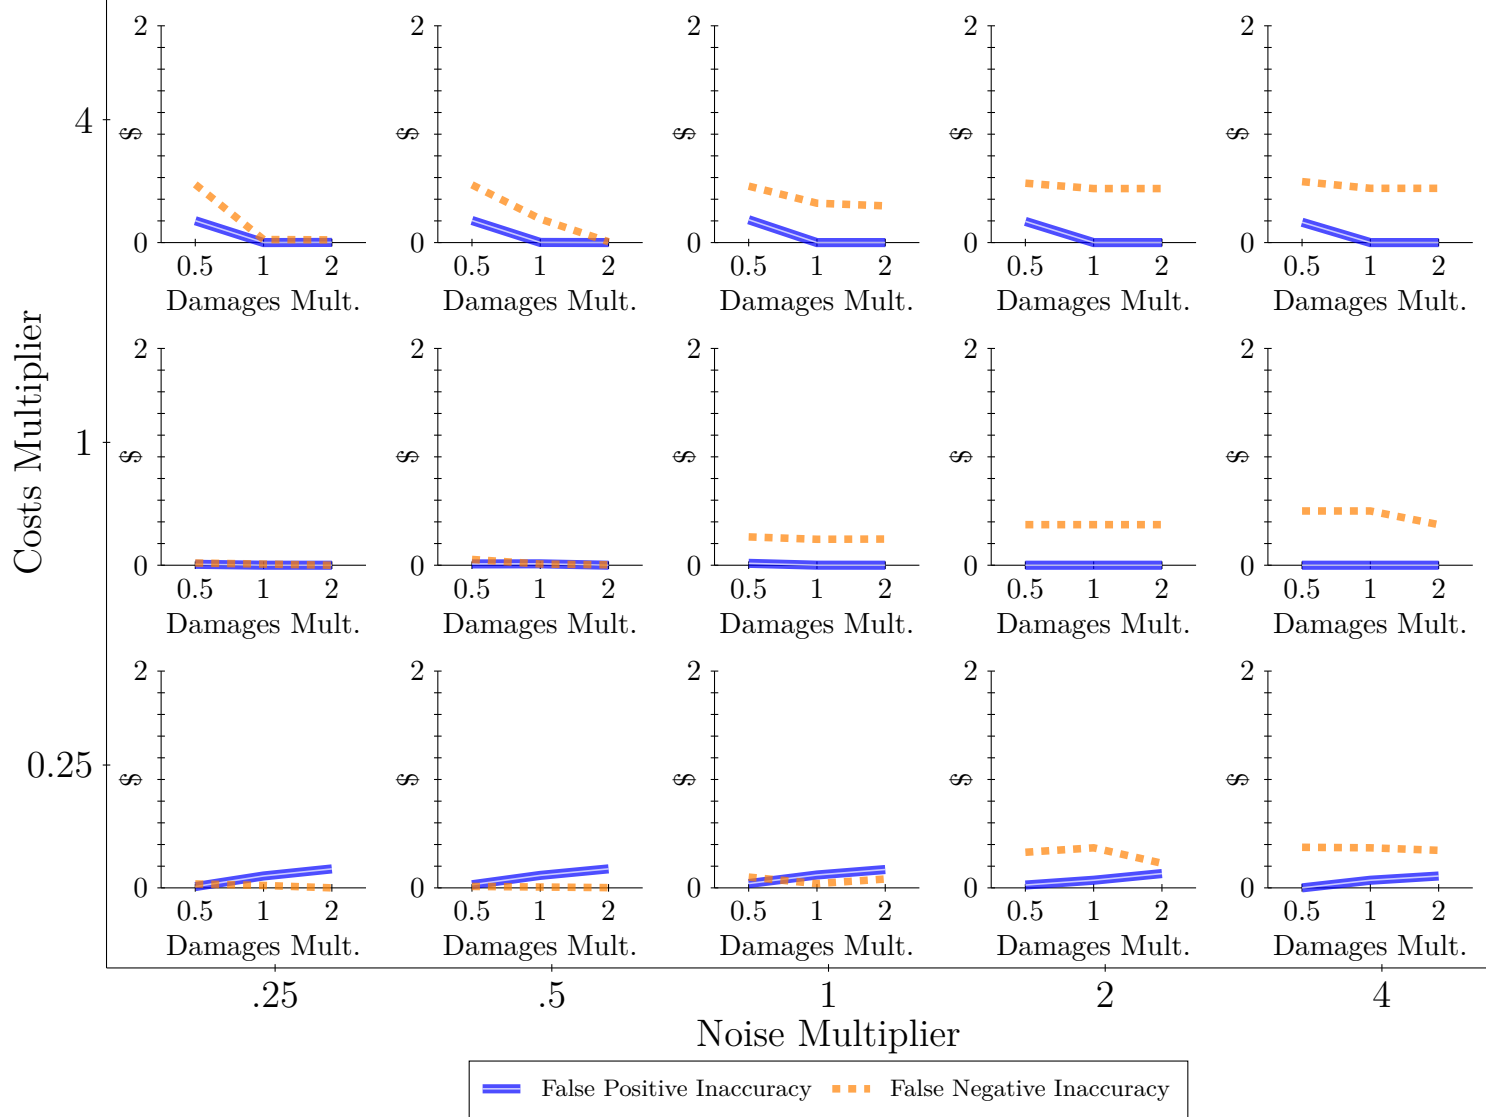 2 2 2 2 2
4 $ $ $ $ $
0 0 0 0 0
0.5 1 2 0.5 1 2 0.5 1 2 0.5 1 2 0.5 1 2
Damages Mult. Damages Mult. Damages Mult. Damages Mult. Damages Mult.
Costs Multiplier
2 2 2 2 2
1 $ $ $ $ $
0 0 0 0 0
0.5 1 2 0.5 1 2 0.5 1 2 0.5 1 2 0.5 1 2
Damages Mult. Damages Mult. Damages Mult. Damages Mult. Damages Mult.
2 2 2 2 2
0.25 $ $ $ $ $
0 0 0 0 0
0.5 1 2 0.5 1 2 0.5 1 2 0.5 1 2 0.5 1 2
Damages Mult. Damages Mult. Damages Mult. Damages Mult. Damages Mult.
.25 .5 1 2 4
Noise Multiplier
False Positive Inaccuracy False Negative Inaccuracy